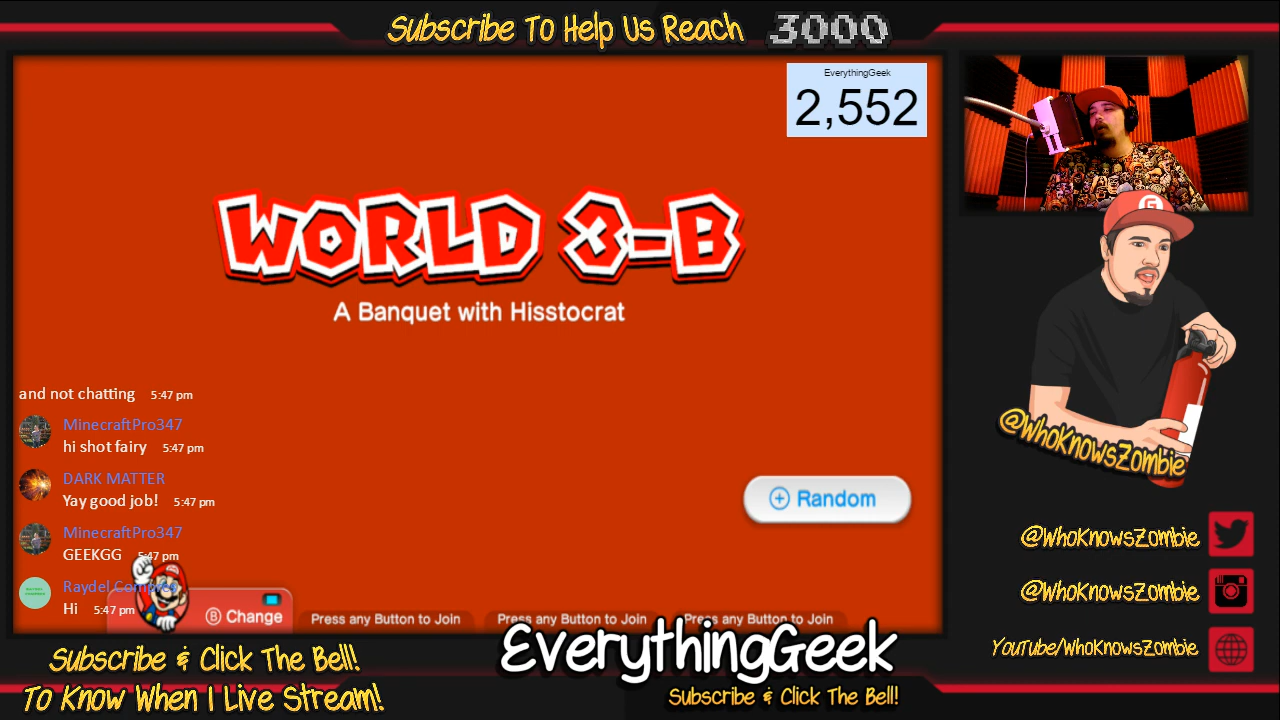 Subscribe To Help Us Reach 3000
EverythingGeek
2,552
WORLD 3-B
A Banquet with Hisstocrat
and not chatting 5:47 pm
MinecraftPro347
hi shot fairy 5:47 pm
DARK MATTER
Yay good job! 5:47 pm
MinecraftPro347
GEEKGG 5:47 pm
Raydel Compres
Hi 5:47 pm
+ Random
B Change
Press any Button to Join
Press any Button to Join
Press any Button to Join
G
@WhoKnowsZombie
@WhoKnowsZombie
@WhoKnowsZombie
YouTube/WhoKnowsZombie
Subscribe & Click The Bell!
To Know When I Live Stream!
EverythingGeek
Subscribe & Click The Bell!